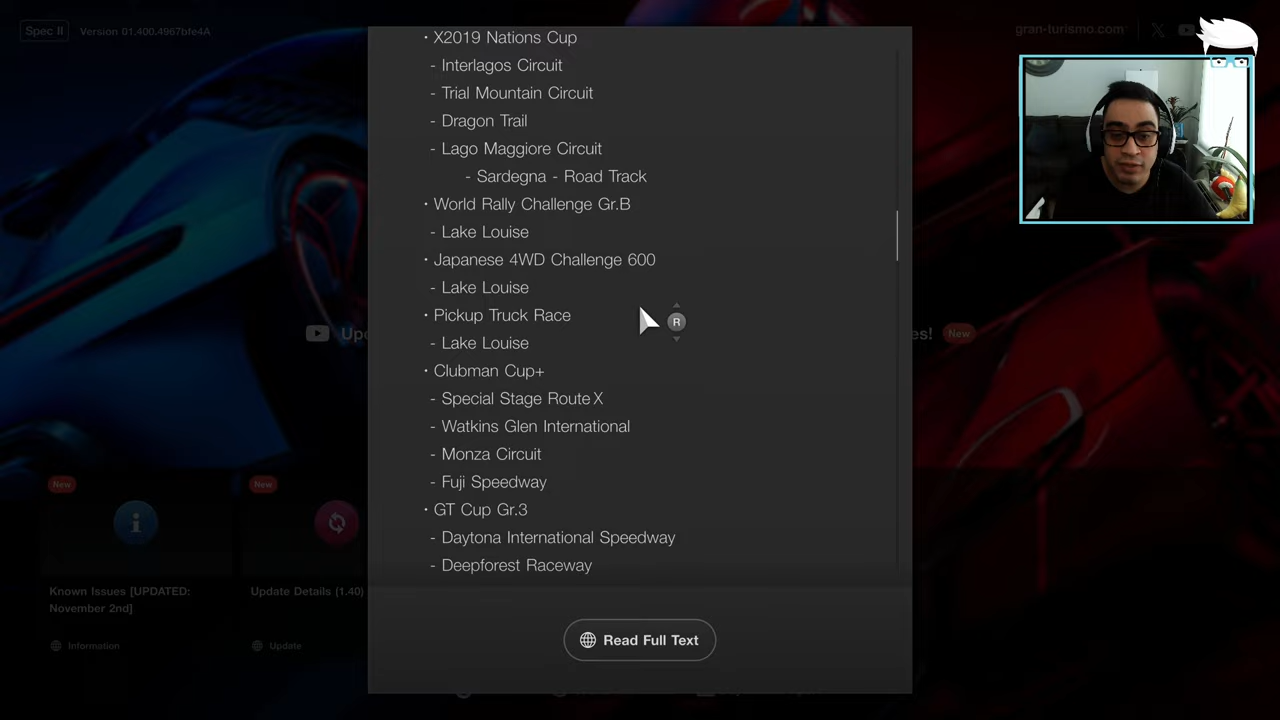 Spec II Version 01.400.4967bfe4A
gran-turismo.com
· X2019 Nations Cup
- Interlagos Circuit
- Trial Mountain Circuit
- Dragon Trail
- Lago Maggiore Circuit
- Sardegna - Road Track
· World Rally Challenge Gr.B
- Lake Louise
· Japanese 4WD Challenge 600
- Lake Louise
· Pickup Truck Race
- Lake Louise
R
· Clubman Cup+
- Special Stage Route X
- Watkins Glen International
- Monza Circuit
- Fuji Speedway
· GT Cup Gr.3
- Daytona International Speedway
- Deepforest Raceway
Read Full Text
New
New
New
Known Issues [UPDATED:
November 2nd]
Information
Update Details (1.40)
Update